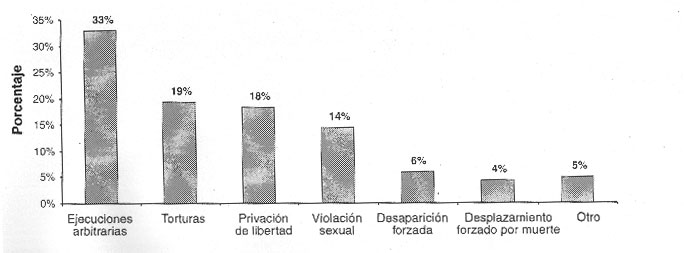 Porcentaje
35%
30%
25%
20%
15%
10%
5%
0%
33%
19%
18%
14%
6%
4%
5%
Ejecuciones
arbitrarias
Torturas
Privación
de libertad
Violación
sexual
Desaparición
forzada
Desplazamiento
forzado por muerte
Otro